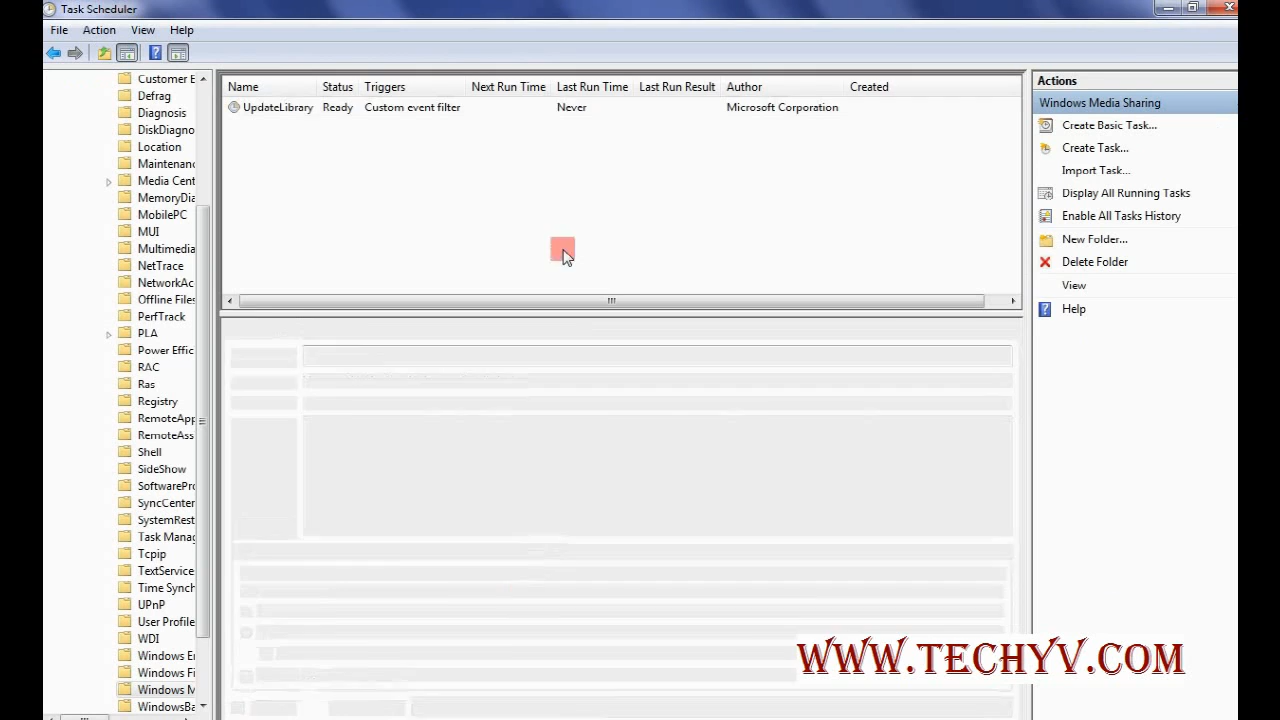 Task Scheduler
File Action View Help
Customer E
Defrag
Diagnosis
DiskDiagno
Location
Maintenanc
Media Cent
MemoryDia
MobilePC
MUI
Multimedia
NetTrace
NetworkAc
Offline Files
PerfTrack
PLA
Power Effic
RAC
Ras
Registry
RemoteApp
RemoteAss
Shell
SideShow
SoftwarePro
SyncCenter
SystemRest
Task Manag
Tcpip
TextService
Time Synch
UPnP
User Profile
WDI
Windows Er
Windows Fi
Windows M
WindowsBa
Name Status Triggers Next Run Time Last Run Time Last Run Result Author Created
UpdateLibrary Ready Custom event filter Never Microsoft Corporation
Actions
Windows Media Sharing
Create Basic Task...
Create Task...
Import Task...
Display All Running Tasks
Enable All Tasks History
New Folder...
Delete Folder
View
Help
WWW.TECHYV.COM